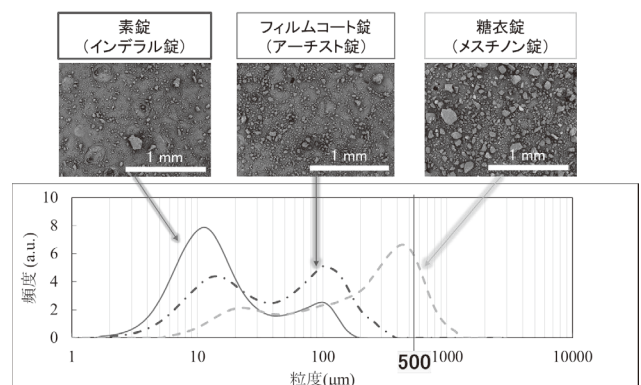 素錠
(インデラル錠)
フィルムコート錠
(アーチスト錠)
糖衣錠
(メスチノン錠)
1 mm
1 mm
1 mm
頻度 (a.u.)
10
8
6
4
2
0
1
10
100
500
1000
10000
粒度(μm)